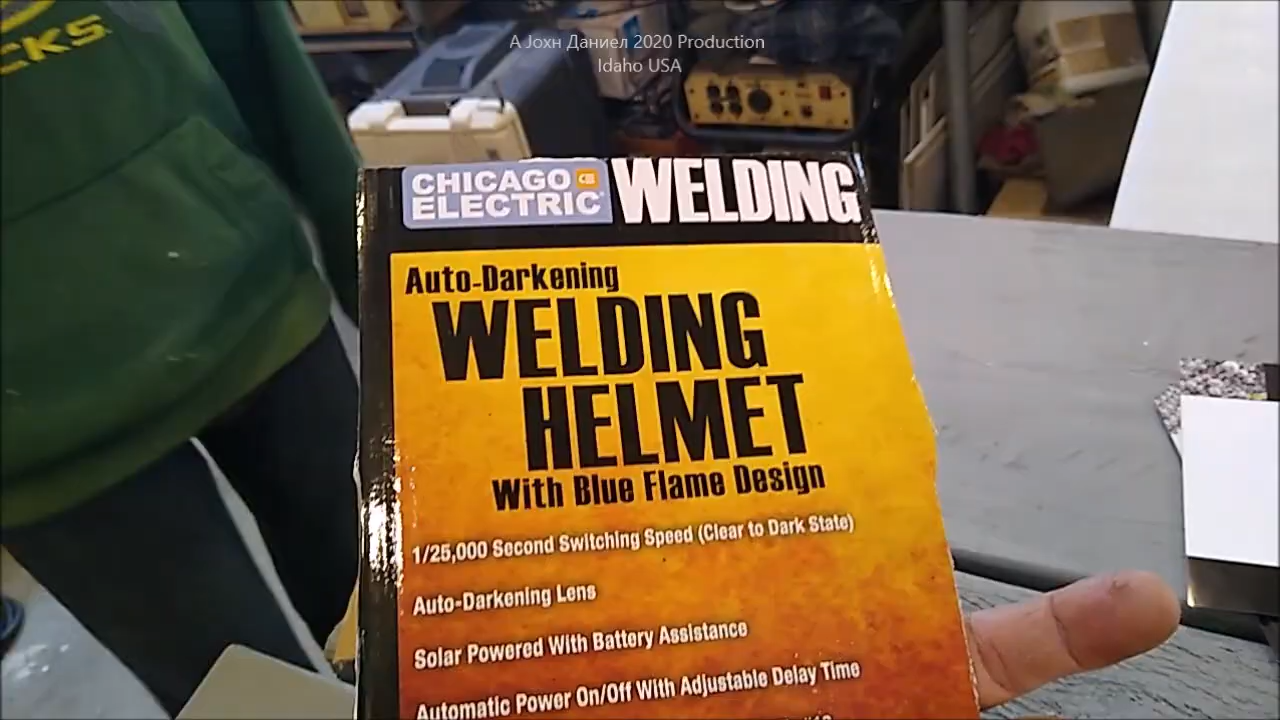 А Јохн Даниел 2020 Production
Idaho USA
CKS
CHICAGO CE WELDING
ELECTRIC
Auto-Darkening
WELDING
HELMET
With Blue Flame Design
1/25,000 Second Switching Speed (Clear to Dark State)
Auto-Darkening Lens
Solar Powered With Battery Assistance
Automatic Power On/Off With Adjustable Delay Time